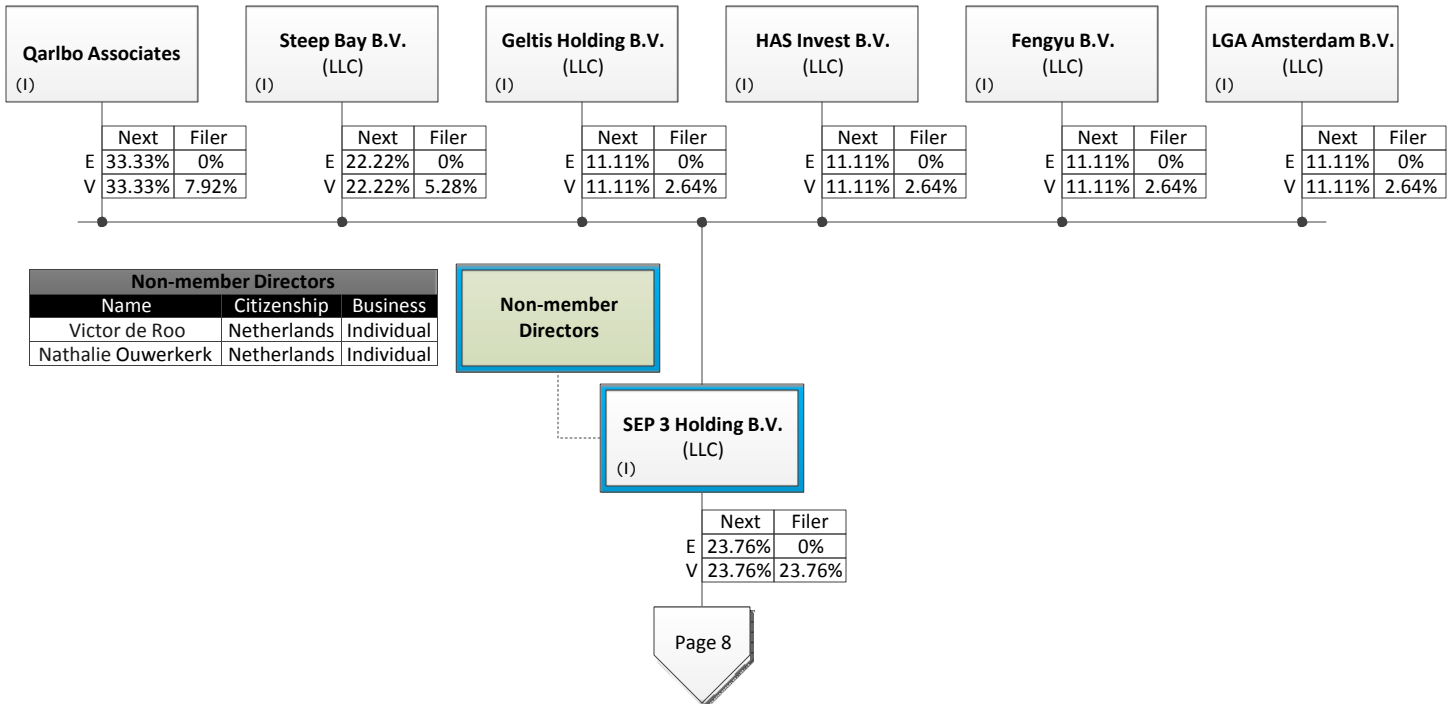 Qarlbo Associates
(I)
Steep Bay B.V.
(LLC)
(I)
Geltis Holding B.V.
(LLC)
(I)
HAS Invest B.V.
(LLC)
(I)
Fengyu B.V.
(LLC)
(I)
LGA Amsterdam B.V.
(LLC)
(I)
Next Filer
E 33.33% 0%
V 33.33% 7.92%
Next Filer
E 22.22% 0%
V 22.22% 5.28%
Next Filer
E 11.11% 0%
V 11.11% 2.64%
Next Filer
E 11.11% 0%
V 11.11% 2.64%
Next Filer
E 11.11% 0%
V 11.11% 2.64%
Next Filer
E 11.11% 0%
V 11.11% 2.64%
Non-member Directors
Name Citizenship Business
Victor de Roo Netherlands Individual
Nathalie Ouwerkerk Netherlands Individual
Non-member
Directors
SEP 3 Holding B.V.
(LLC)
(I)
Next Filer
E 23.76% 0%
V 23.76% 23.76%
Page 8